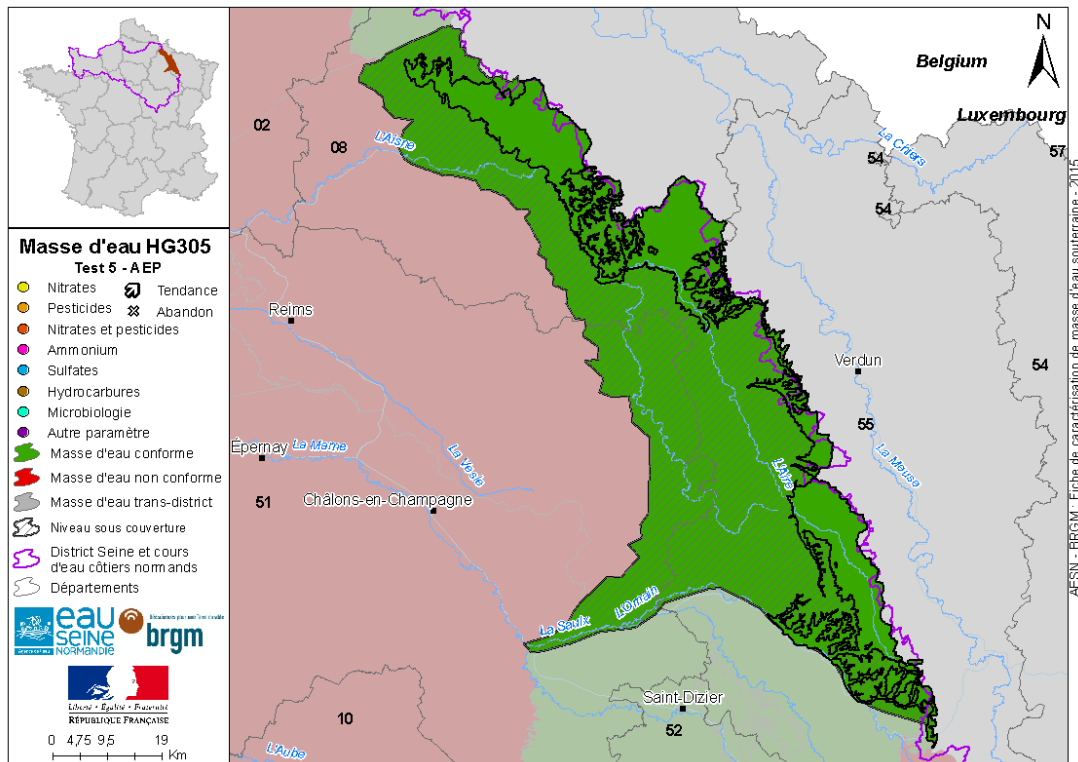 Masse d'eau HG305
Test 5 - AEP
Nitrates
Tendance
Pesticides
Abandon
Nitrates et pesticides
Ammonium
Sulfates
Hydrocarbures
Microbiologie
Autre paramètre
Masse d'eau conforme
Masse d'eau non conforme
Masse d'eau trans-district
Niveau sous couverture
District Seine et cours
d'eau côtiers normands
Départements
eau
SEINE
NORMANDIE
brgm
Liberté • Égalité • Fraternité
RÉPUBLIQUE FRANÇAISE
0 4,75 9,5 19
Km
N
Belgium
Luxembourg
02
08
L'Aisne
La Chiers
54
57
54
Reims
Verdun
54
55
La Meuse
Épernay
La Marne
La Vesle
L'Aire
51
Châlons-en-Champagne
La Saulx
L'Ornain
Saint-Dizier
52
10
L'Aube
AESN - BRGM : Fiche de caractérisation de masse d'eau souterraine - 2015